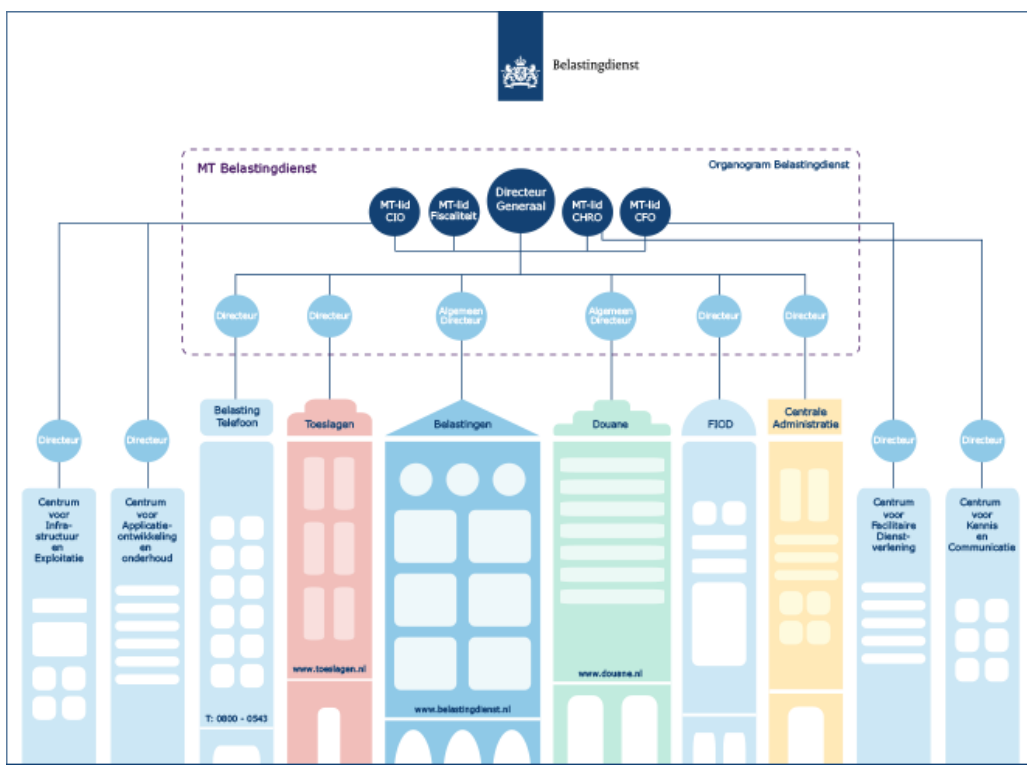 Belastingdienst
MT Belastingdienst
Organogram Belastingdienst
MT-lid
CIO
MT-lid
Fiscaliteit
Directeur
Generaal
MT-lid
CHRO
MT-lid
CFO
Directeur
Directeur
Algemeen
Directeur
Algemeen
Directeur
Directeur
Directeur
Directeur
Directeur
Belasting
Telefoon
Toeslagen
Belastingen
Douane
FIOD
Centrale
Administratie
Directeur
Directeur
Centrum
voor
Infra-
structuur
en
Exploitatie
Centrum
voor
Applicatie-
ontwikkeling
en
onderhoud
Centrum
voor
Facilitaire
Dienst-
verlening
Centrum
voor
Kennis
en
Communicatie
www.toeslagen.nl
www.douane.nl
www.belastingdienst.nl
T: 0800 - 0543